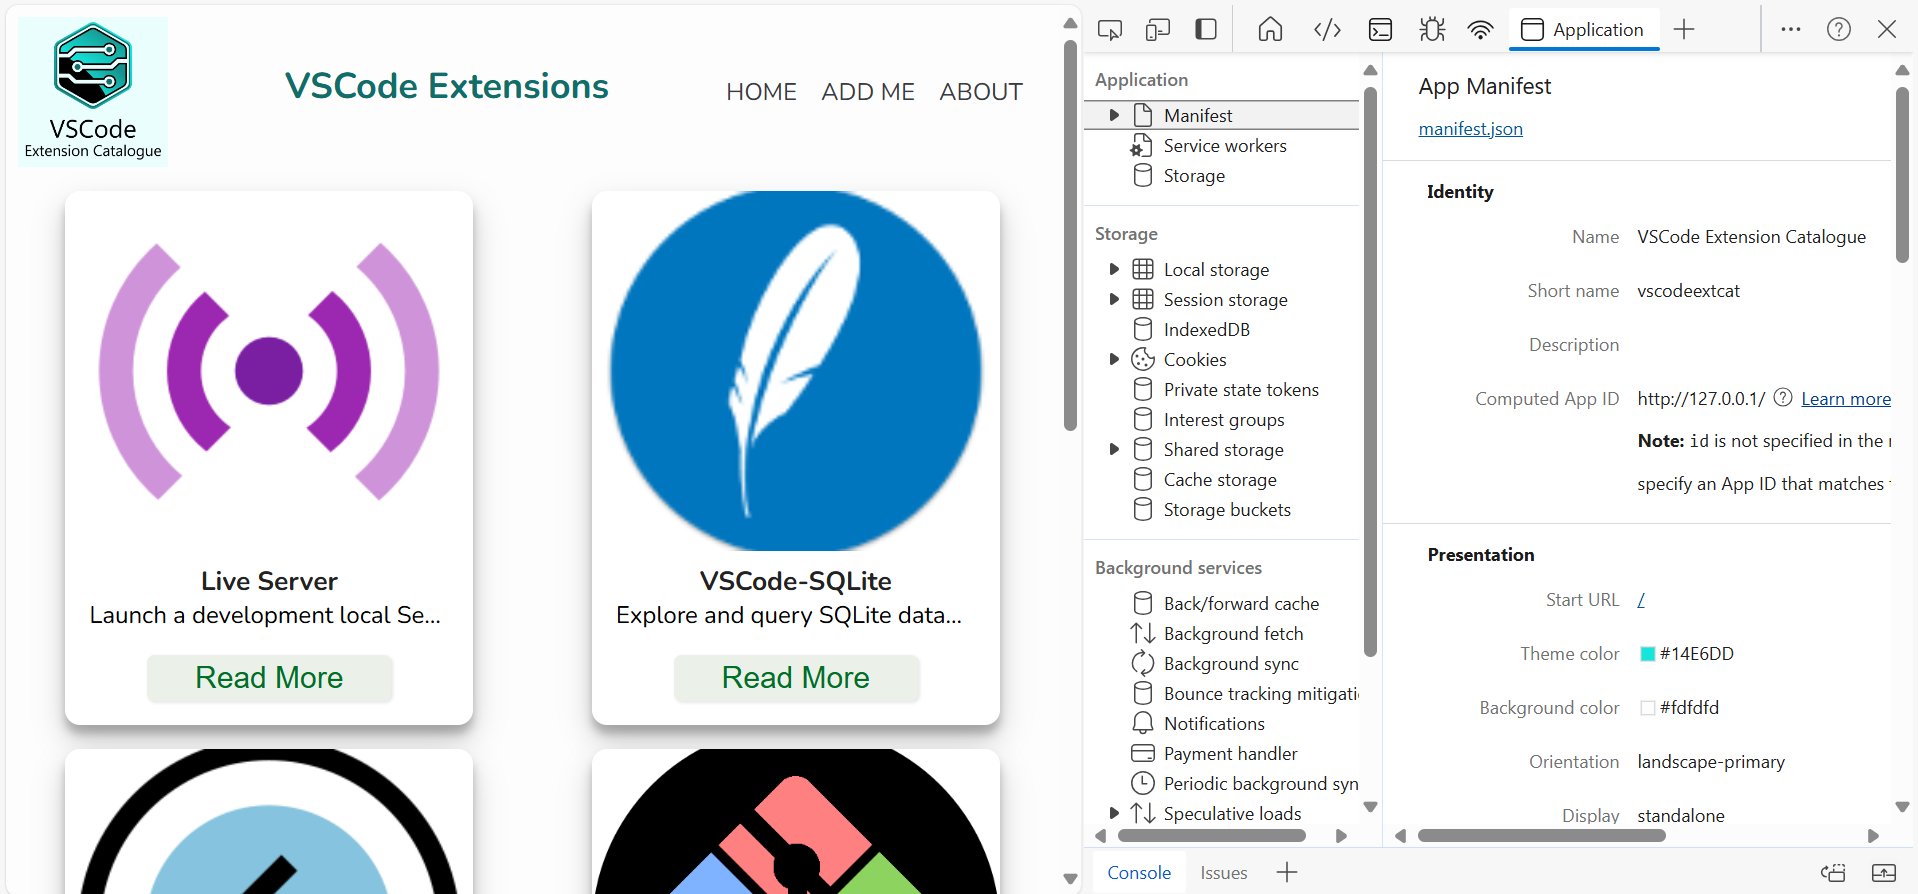 VSCode
Extension Catalogue
VSCode Extensions
HOME ADD ME ABOUT
Live Server
Launch a development local Se...
Read More
VSCode-SQLite
Explore and query SQLite data...
Read More
Application
Application
Manifest
Service workers
Storage
Storage
Local storage
Session storage
IndexedDB
Cookies
Private state tokens
Interest groups
Shared storage
Cache storage
Storage buckets
Background services
Back/forward cache
Background fetch
Background sync
Bounce tracking mitigati
Notifications
Payment handler
Periodic background syn
Speculative loads
App Manifest
manifest.json
Identity
Name VSCode Extension Catalogue
Short name vscodeextcat
Description
Computed App ID http://127.0.0.1/ Learn more
Note: id is not specified in the
specify an App ID that matches
Presentation
Start URL /
Theme color #14E6DD
Background color #fdfdfd
Orientation landscape-primary
Display standalone
Console Issues